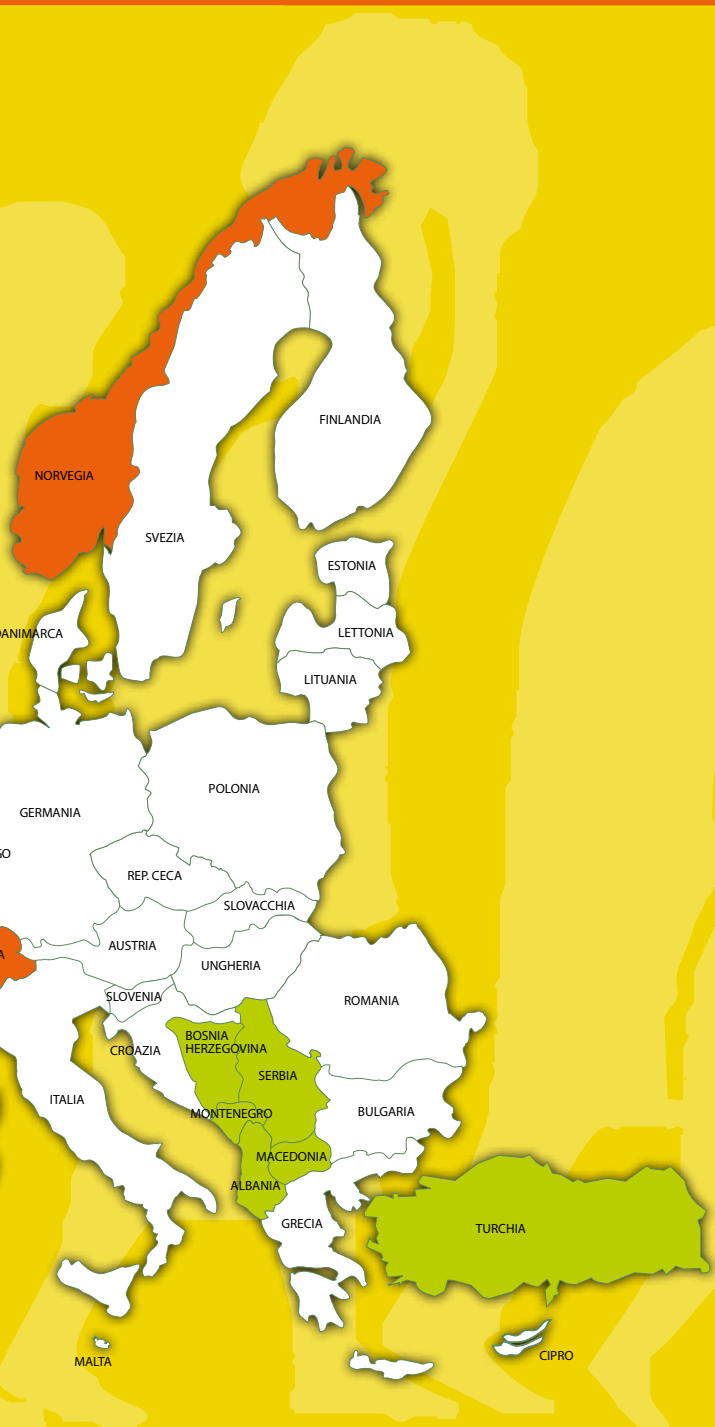 FINLANDIA
NORVEGIA
SVEZIA
ESTONIA
LETTONIA
DANIMARCA
LITUANIA
POLONIA
GERMANIA
GO
REP. CECA
SLOVACCHIA
AUSTRIA
A
UNGHERIA
SLOVENIA
ROMANIA
BOSNIA
HERZEGOVINA
CROAZIA
SERBIA
ITALIA
MONTENEGRO
BULGARIA
MACEDONIA
ALBANIA
GRECIA
TURCHIA
CIPRO
MALTA